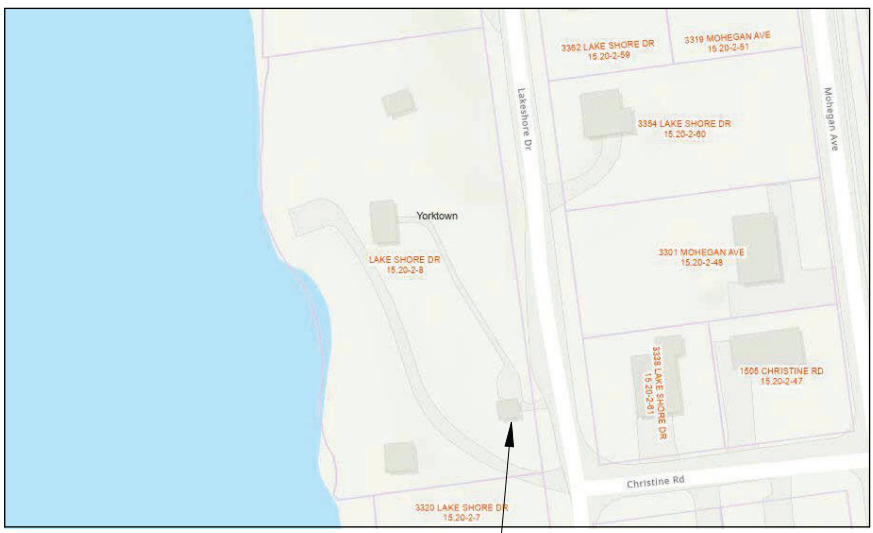 3362 LAKE SHORE DR
15.20-2-59
3319 MOHEGAN AVE
15.20-2-51
Lakeshore Dr
Mohegan Ave
3354 LAKE SHORE DR
15.20-2-60
Yorktown
LAKE SHORE DR
15.20-2-8
3301 MOHEGAN AVE
15.20-2-48
3338 LAKE SHORE DR
15.20-2-61
1505 CHRISTINE RD
15.20-2-47
Christine Rd
3320 LAKE SHORE DR
15.20-2-7